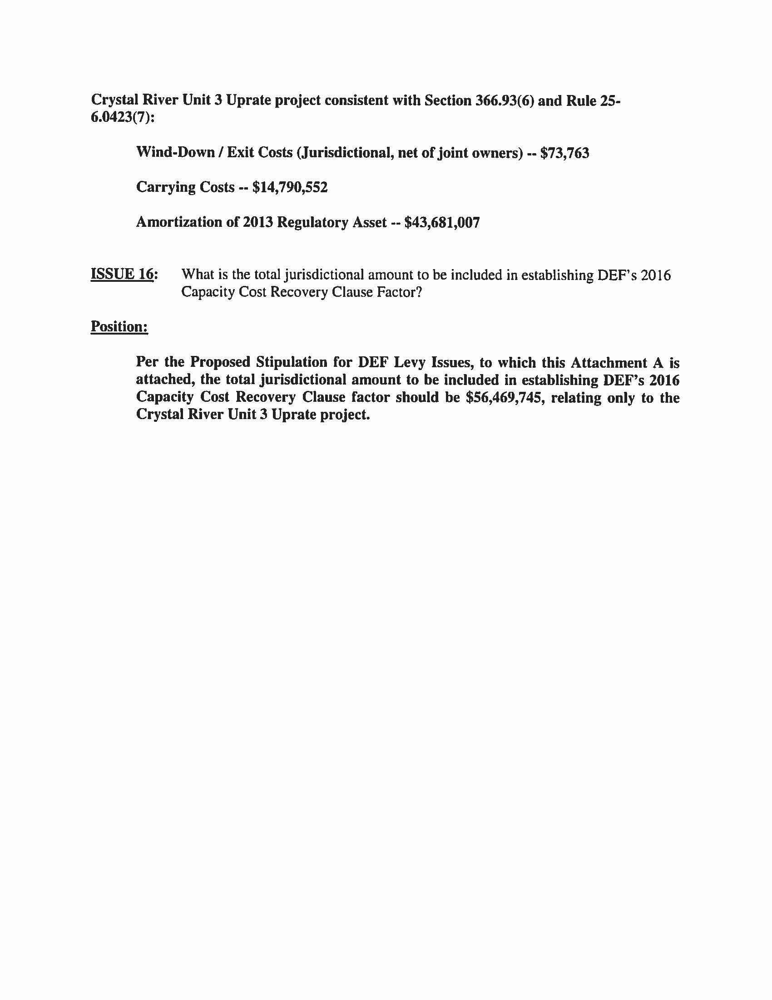 Crystal River Unit 3 Uprate project consistent with Section 366.93(6) and Rule 25-
6.0423(7):
Wind-Down / Exit Costs (Jurisdictional, net of joint owners) -- $73,763
Carrying Costs -- $14,790,552
Amortization of 2013 Regulatory Asset -- $43,681,007
ISSUE 16: What is the total jurisdictional amount to be included in establishing DEF's 2016
Capacity Cost Recovery Clause Factor?
Position:
Per the Proposed Stipulation for DEF Levy Issues, to which this Attachment A is
attached, the total jurisdictional amount to be included in establishing DEF's 2016
Capacity Cost Recovery Clause factor should be $56,469,745, relating only to the
Crystal River Unit 3 Uprate project.